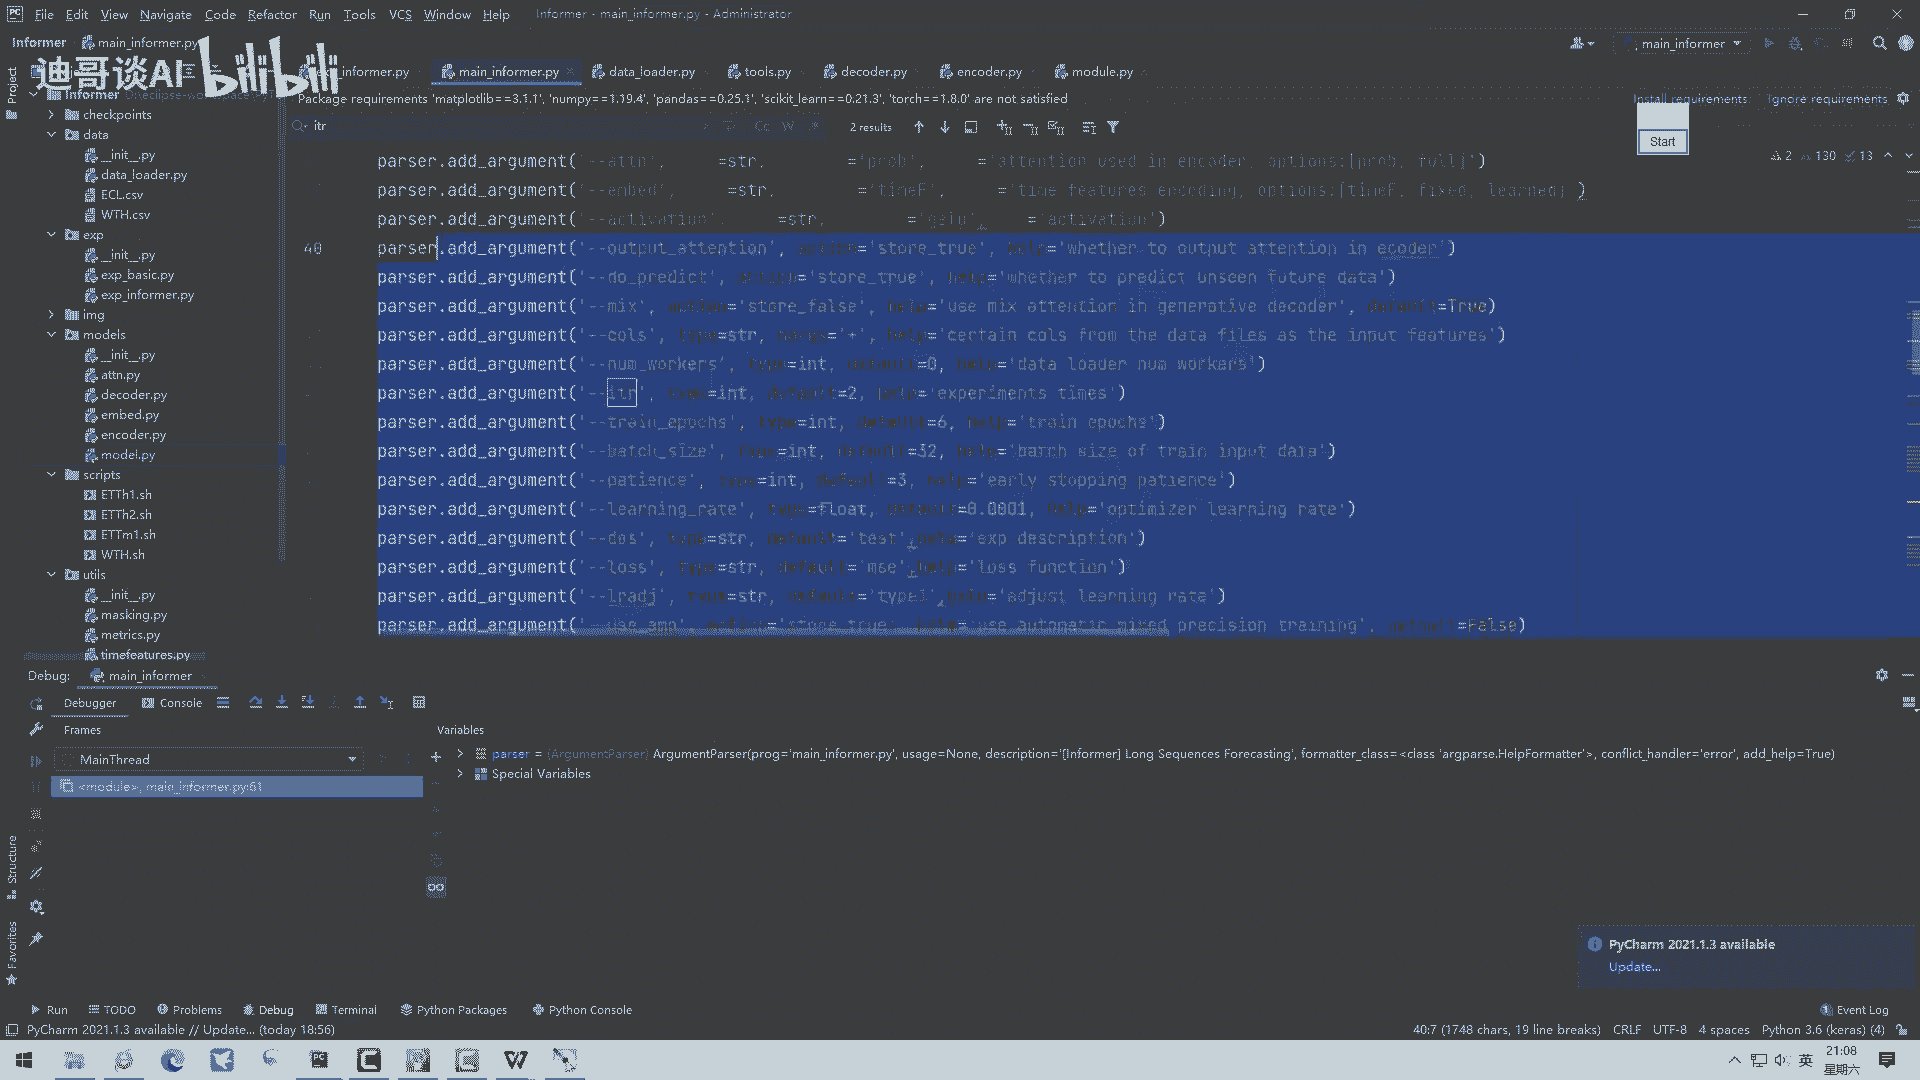 File Edit View Navigate Code Refactor Run Tools VCS Window Help Informer - main_informer.py - Administrator
Informer main_informer.py
main_informer
迪哥谈AI bilibili
informer.py main_informer.py data_loader.py tools.py decoder.py encoder.py module.py
Package requirements 'matplotlib==3.1.1', 'numpy==1.19.4', 'pandas==0.25.1', 'scikit_learn==0.21.3', 'torch==1.8.0' are not satisfied
Install requirements Ignore requirements
itr
2 results
Start
2 130 13
Project
Informer
checkpoints
data
__init__.py
data_loader.py
ECL.csv
WTH.csv
exp
__init__.py
exp_basic.py
exp_informer.py
img
models
__init__.py
attn.py
decoder.py
embed.py
encoder.py
model.py
scripts
ETTh1.sh
ETTh2.sh
ETTm1.sh
WTH.sh
utils
__init__.py
masking.py
metrics.py
timefeatures.py
parser.add_argument('--attn', =str, ='prob', ='attention used in encoder, options:[prob, full]')
parser.add_argument('--embed', =str, ='timeF', ='time features encoding, options:[timeF, fixed, learned]')
parser.add_argument('--activation', =str, ='gelu', ='activation')
40
parser.add_argument('--output_attention', action='store_true', help='whether to output attention in ecoder')
parser.add_argument('--do_predict', action='store_true', help='whether to predict unseen future data')
parser.add_argument('--mix', action='store_false', help='use mix attention in generative decoder', default=True)
parser.add_argument('--cols', type=str, nargs='+', help='certain cols from the data files as the input features')
parser.add_argument('--num_workers', type=int, default=0, help='data loader num workers')
parser.add_argument('--itr', type=int, default=2, help='experiments times')
parser.add_argument('--train_epochs', type=int, default=6, help='train epochs')
parser.add_argument('--batch_size', type=int, default=32, help='batch size of train input data')
parser.add_argument('--patience', type=int, default=3, help='early stopping patience')
parser.add_argument('--learning_rate', type=float, default=0.0001, help='optimizer learning rate')
parser.add_argument('--des', type=str, default='test',help='exp description')
parser.add_argument('--loss', type=str, default='mse',help='loss function')
parser.add_argument('--lradj', type=str, default='type1',help='adjust learning rate')
parser.add_argument('--use_amp', action='store_true', help='use automatic mixed precision training', default=False)
Debug: main_informer
Debugger Console
Frames
Variables
MainThread
<module>, main_informer.py:61
parser = {ArgumentParser} ArgumentParser(prog='main_informer.py', usage=None, description='[Informer] Long Sequences Forecasting', formatter_class=<class 'argparse.HelpFormatter'>, conflict_handler='error', add_help=True)
Special Variables
Structure
Favorites
PyCharm 2021.1.3 available
Update...
Run TODO Problems Debug Terminal Python Packages Python Console Event Log
PyCharm 2021.1.3 available // Update... (today 18:56) 40:7 (1748 chars, 19 line breaks) CRLF UTF-8 4 spaces Python 3.6 (keras) (4)
英
21:08
星期六